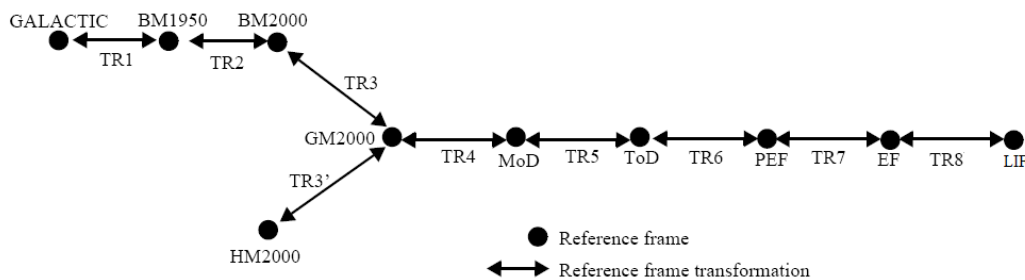 GALACTIC
BM1950
BM2000
TR1
TR2
TR3
GM2000
TR4
MoD
TR5
ToD
TR6
PEF
TR7
EF
TR8
LIF
TR3’
HM2000
Reference frame
Reference frame transformation